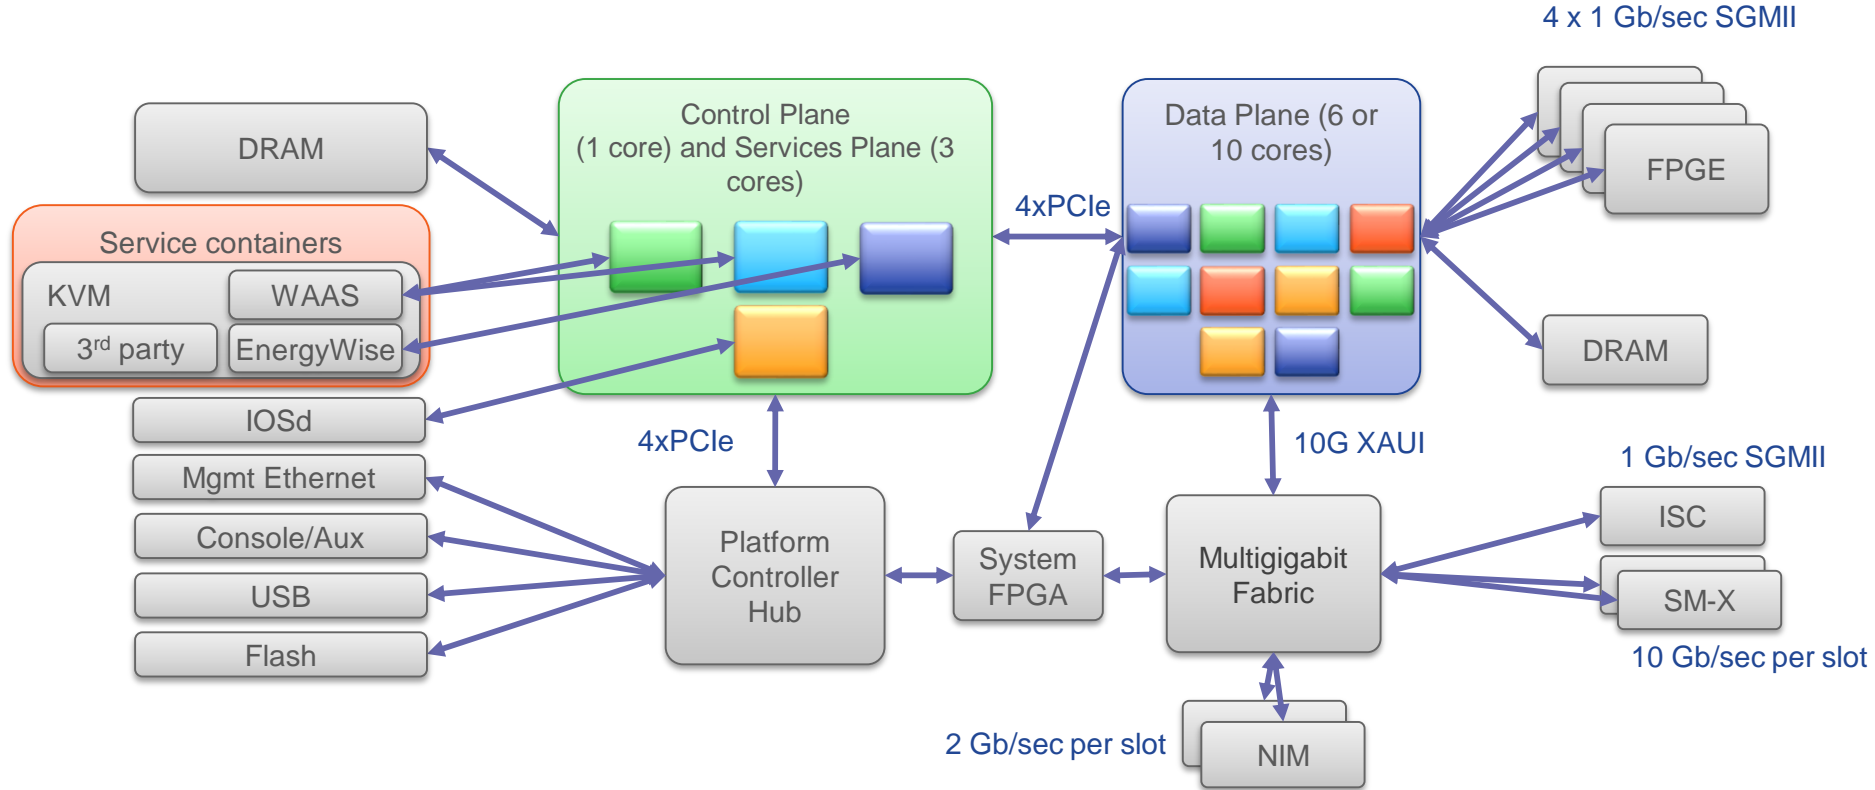 4 x 1 Gb/sec SGMII
Control Plane
(1 core) and Services Plane (3
cores)
Data Plane (6 or
10 cores)
DRAM
FPGE
4xPCIe
Service containers
KVM
WAAS
3rd party
EnergyWise
DRAM
IOSd
4xPCIe
10G XAUI
Mgmt Ethernet
1 Gb/sec SGMII
ISC
Console/Aux
Platform
Controller
Hub
System
FPGA
Multigigabit
Fabric
USB
SM-X
Flash
10 Gb/sec per slot
2 Gb/sec per slot
NIM